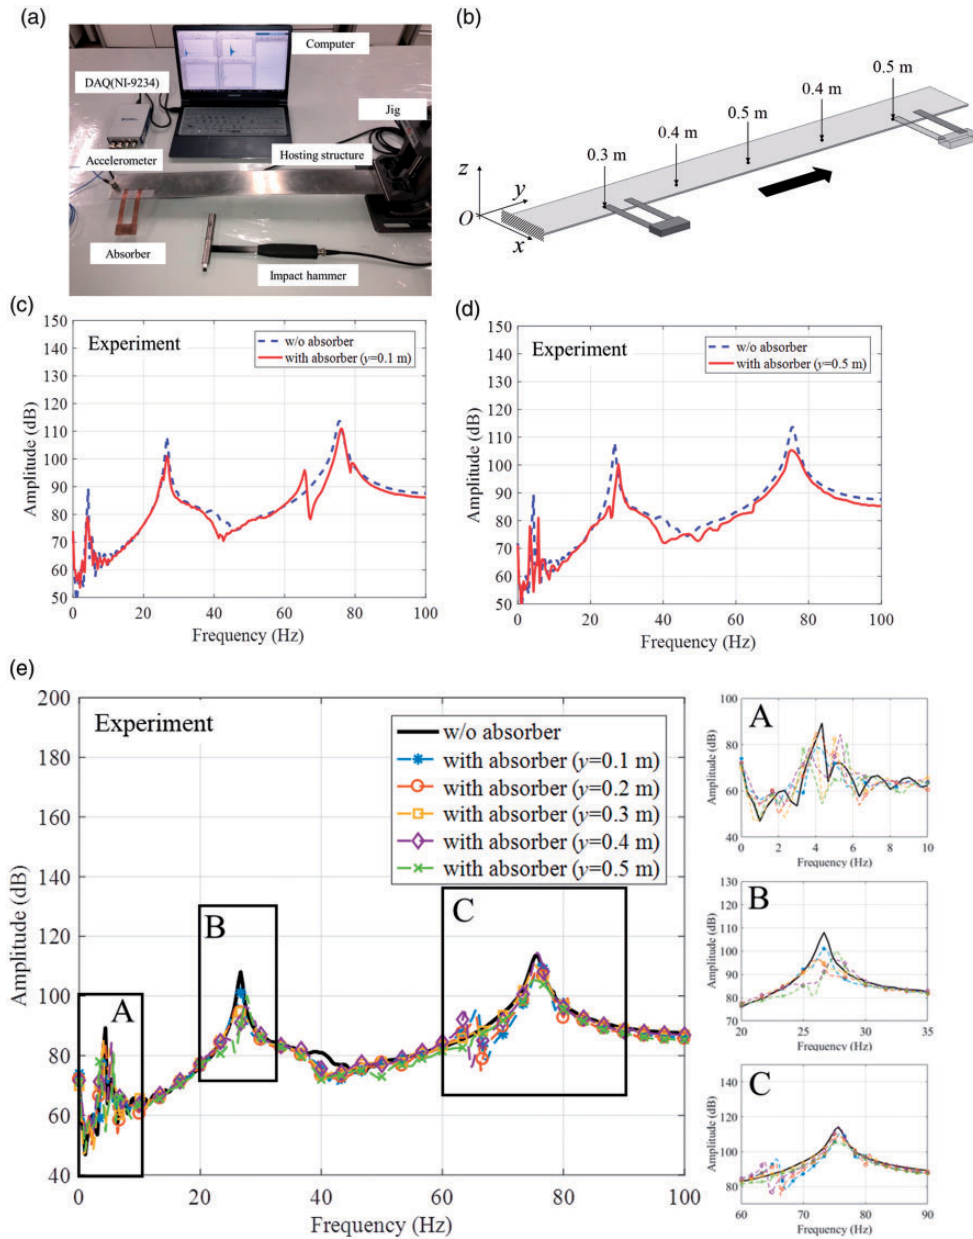 (a)
Computer
DAQ(NI-9234)
Jig
Accelerometer
Hosting structure
Absorber
Impact hammer
(b)
0.5 m
0.4 m
0.5 m
0.4 m
0.3 m
z
y
O
x
(c)
150
140
130
120
110
100
90
80
70
60
50
Experiment
w/o absorber
with absorber (y=0.1 m)
Amplitude (dB)
0 20 40 60 80 100
Frequency (Hz)
(d)
150
140
130
120
110
100
90
80
70
60
50
Experiment
w/o absorber
with absorber (y=0.5 m)
Amplitude (dB)
0 20 40 60 80 100
Frequency (Hz)
(e)
200
180
160
140
120
100
80
60
40
Experiment
w/o absorber
with absorber (y=0.1 m)
with absorber (y=0.2 m)
with absorber (y=0.3 m)
with absorber (y=0.4 m)
with absorber (y=0.5 m)
A
B
C
Amplitude (dB)
0 20 40 60 80 100
Frequency (Hz)
A
100
80
60
40
Amplitude (dB)
0 2 4 6 8 10
Frequency (Hz)
B
130
120
110
100
90
80
70
Amplitude (dB)
20 25 30 35
Frequency (Hz)
C
140
120
100
80
Amplitude (dB)
60 70 80 90
Frequency (Hz)